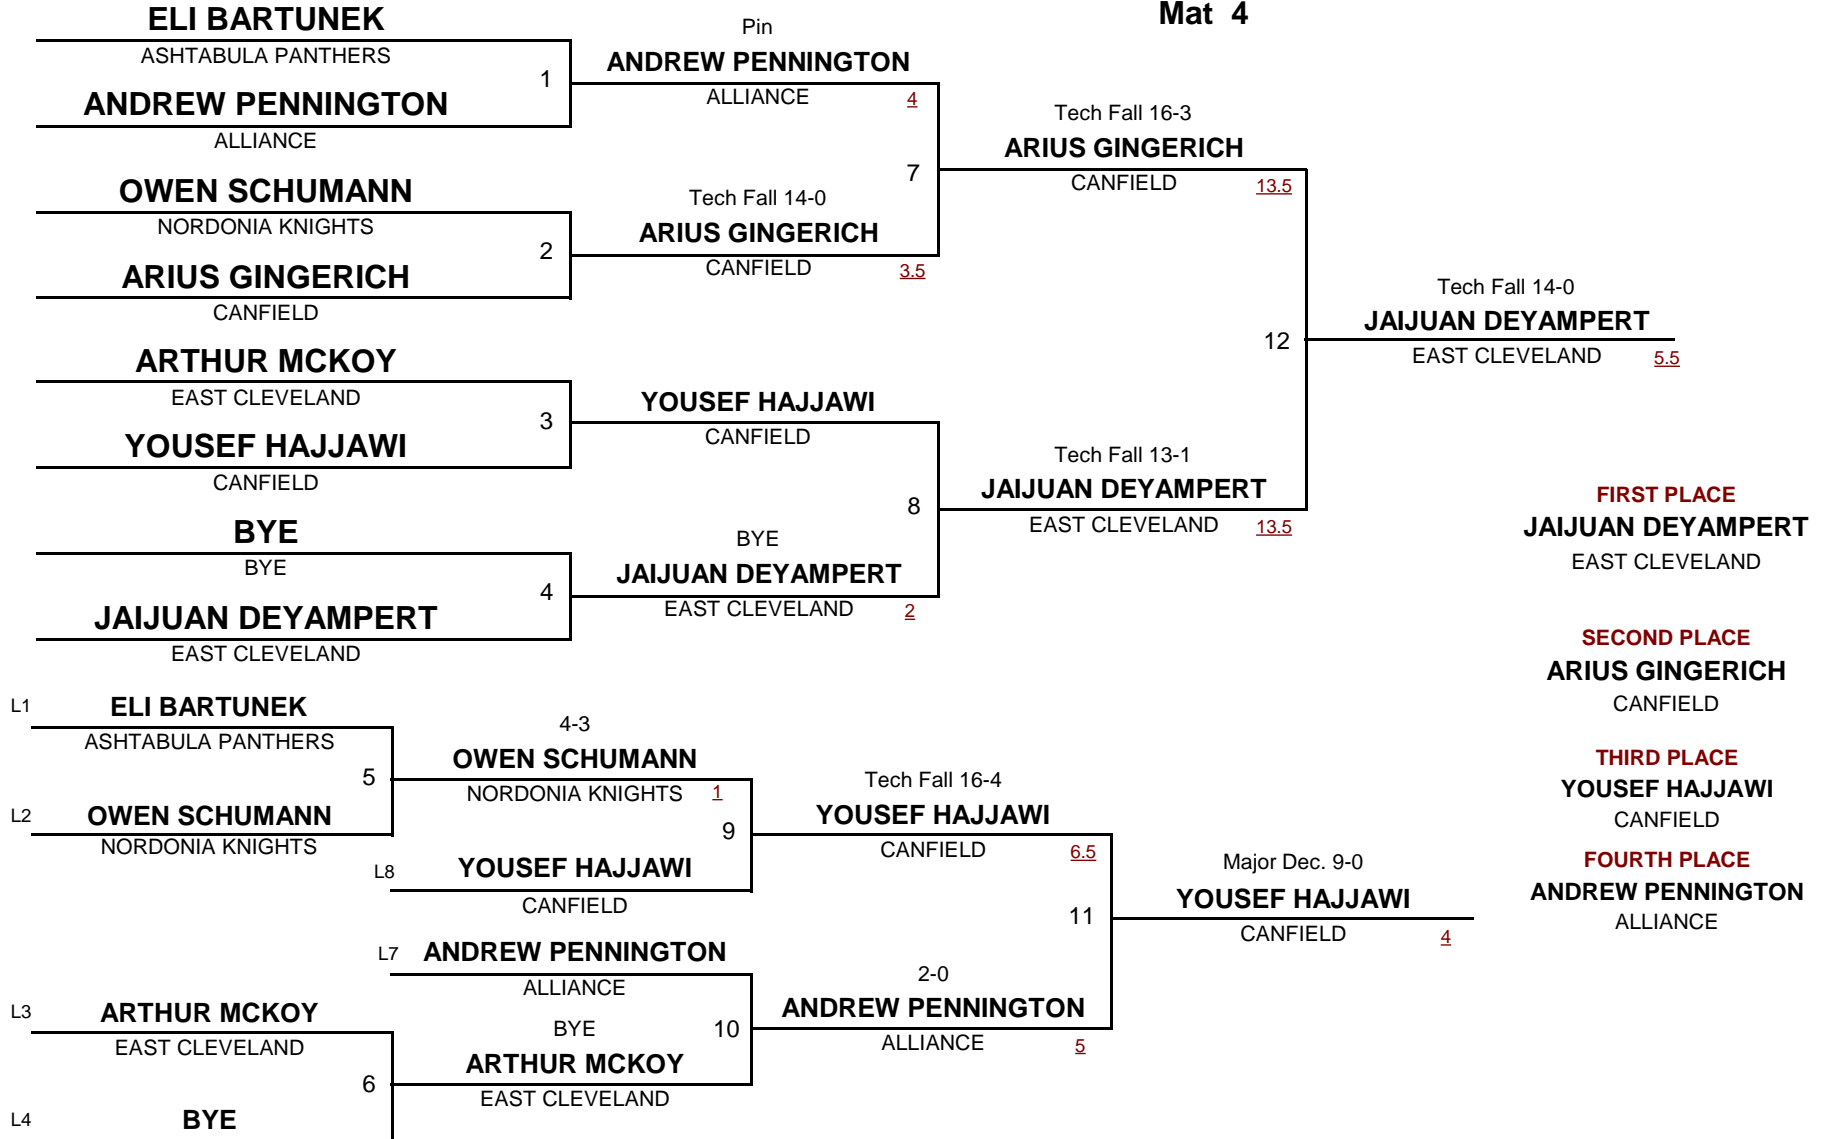 Mat 4
ELI BARTUNEK
ASHTABULA PANTHERS
1
ANDREW PENNINGTON
ALLIANCE
Pin
ANDREW PENNINGTON
ALLIANCE
4
OWEN SCHUMANN
NORDONIA KNIGHTS
2
ARIUS GINGERICH
CANFIELD
Tech Fall 14-0
ARIUS GINGERICH
CANFIELD
3.5
7
Tech Fall 16-3
ARIUS GINGERICH
CANFIELD
13.5
ARTHUR MCKOY
EAST CLEVELAND
3
YOUSEF HAJJAWI
CANFIELD
YOUSEF HAJJAWI
CANFIELD
BYE
BYE
4
JAIJUAN DEYAMPERT
EAST CLEVELAND
BYE
JAIJUAN DEYAMPERT
EAST CLEVELAND
2
8
Tech Fall 13-1
JAIJUAN DEYAMPERT
EAST CLEVELAND
13.5
12
Tech Fall 14-0
JAIJUAN DEYAMPERT
EAST CLEVELAND
5.5
FIRST PLACE
JAIJUAN DEYAMPERT
EAST CLEVELAND
SECOND PLACE
ARIUS GINGERICH
CANFIELD
THIRD PLACE
YOUSEF HAJJAWI
CANFIELD
FOURTH PLACE
ANDREW PENNINGTON
ALLIANCE
L1
ELI BARTUNEK
ASHTABULA PANTHERS
5
L2
OWEN SCHUMANN
NORDONIA KNIGHTS
4-3
OWEN SCHUMANN
NORDONIA KNIGHTS
1
9
L8
YOUSEF HAJJAWI
CANFIELD
Tech Fall 16-4
YOUSEF HAJJAWI
CANFIELD
6.5
L7
ANDREW PENNINGTON
ALLIANCE
10
L3
ARTHUR MCKOY
EAST CLEVELAND
6
L4
BYE
BYE
ARTHUR MCKOY
EAST CLEVELAND
2-0
ANDREW PENNINGTON
ALLIANCE
5
11
Major Dec. 9-0
YOUSEF HAJJAWI
CANFIELD
4